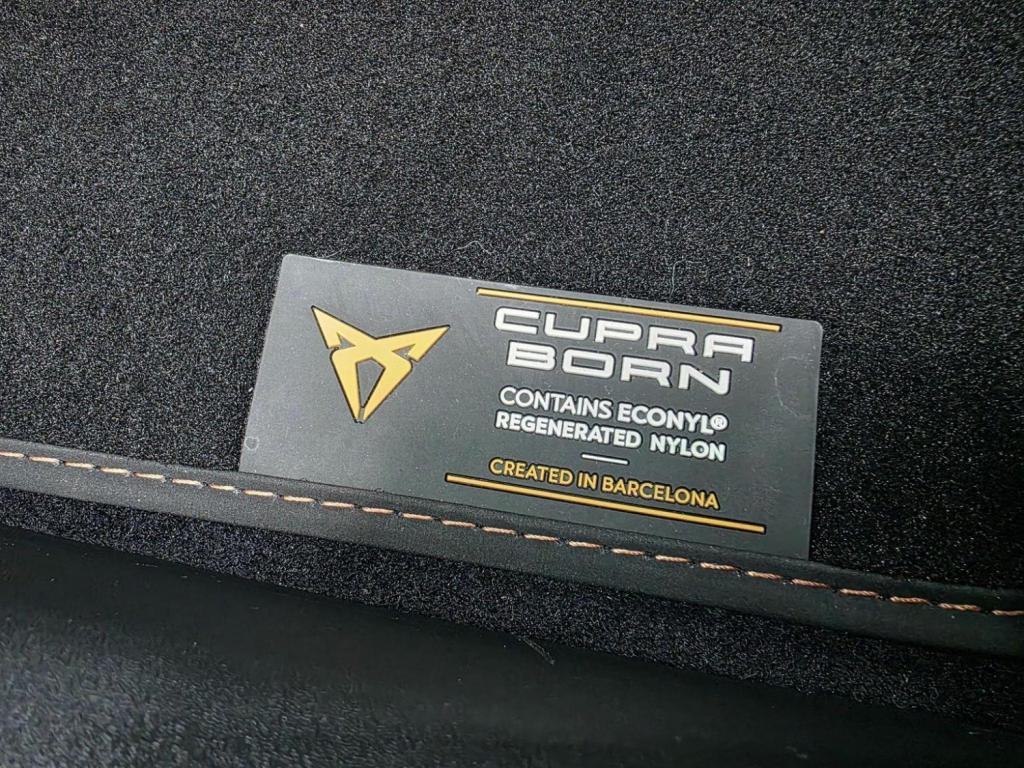 CUPRA
BORN
CONTAINS ECONYL®
REGENERATED NYLON
CREATED IN BARCELONA